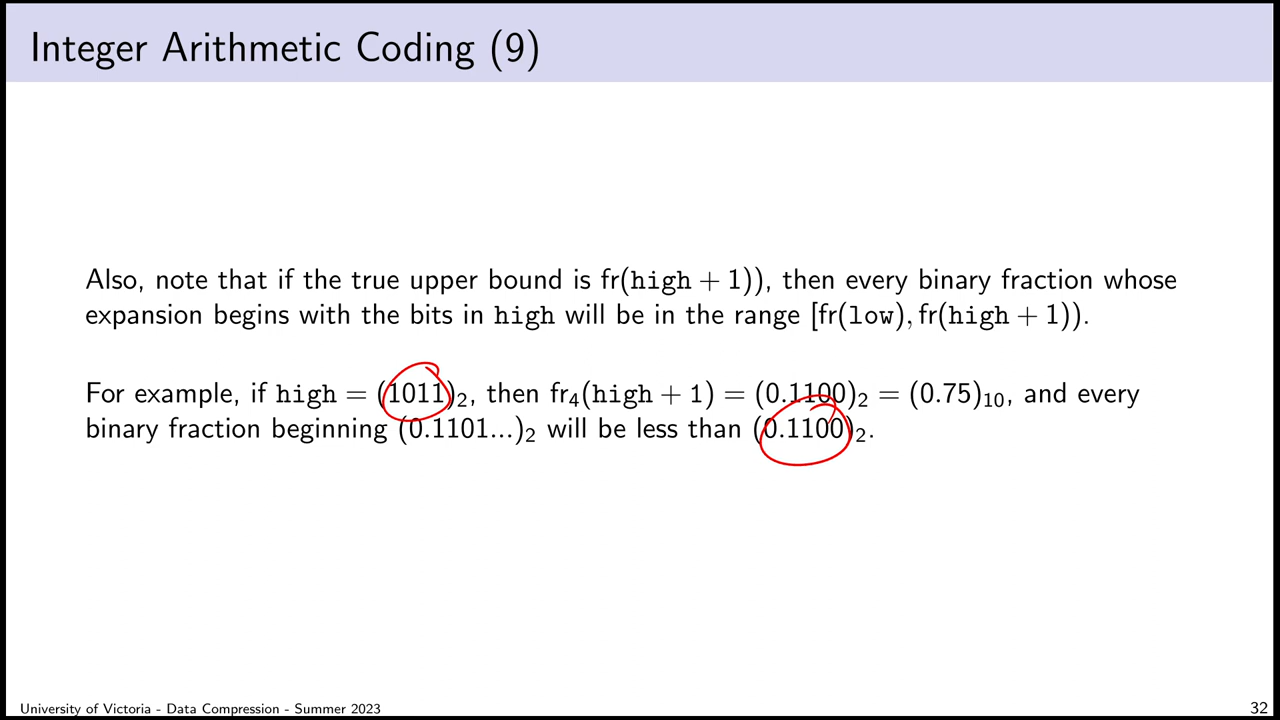 Integer Arithmetic Coding (9)
Also, note that if the true upper bound is fr(high + 1)), then every binary fraction whose
expansion begins with the bits in high will be in the range [fr(low), fr(high + 1)).
For example, if high = (1011)₂, then fr₄(high + 1) = (0.1100)₂ = (0.75)₁₀, and every
binary fraction beginning (0.1101...)₂ will be less than (0.1100)₂.
University of Victoria - Data Compression - Summer 2023
32